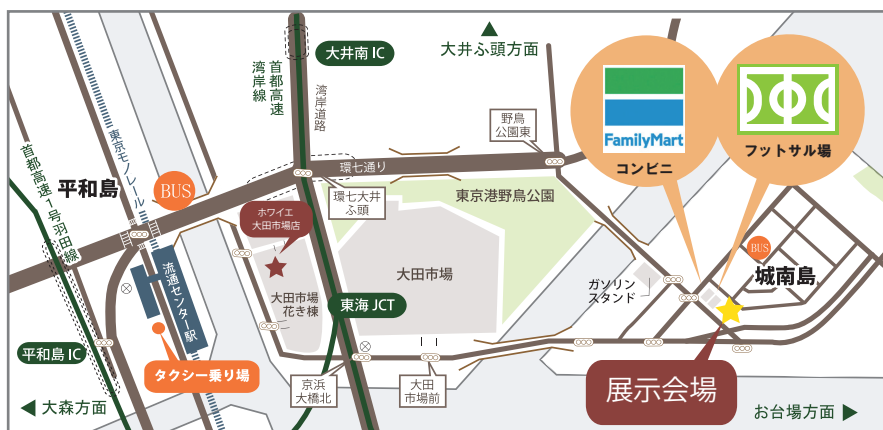 大井南IC
大井ふ頭方面
首都高速
湾岸線
湾岸道路
野鳥
公園東
FamilyMart
コンビニ
フットサル場
首都高速1号羽田線
東京モノレール
平和島
BUS
環七通り
環七大井
ふ頭
東京港野鳥公園
ホワイエ
大田市場店
大田市場
花き棟
大田市場
ガソリン
スタンド
BUS
城南島
流通センター駅
東海JCT
平和島IC
タクシー乗り場
京浜
大橋北
大田
市場前
展示会場
大森方面
お台場方面